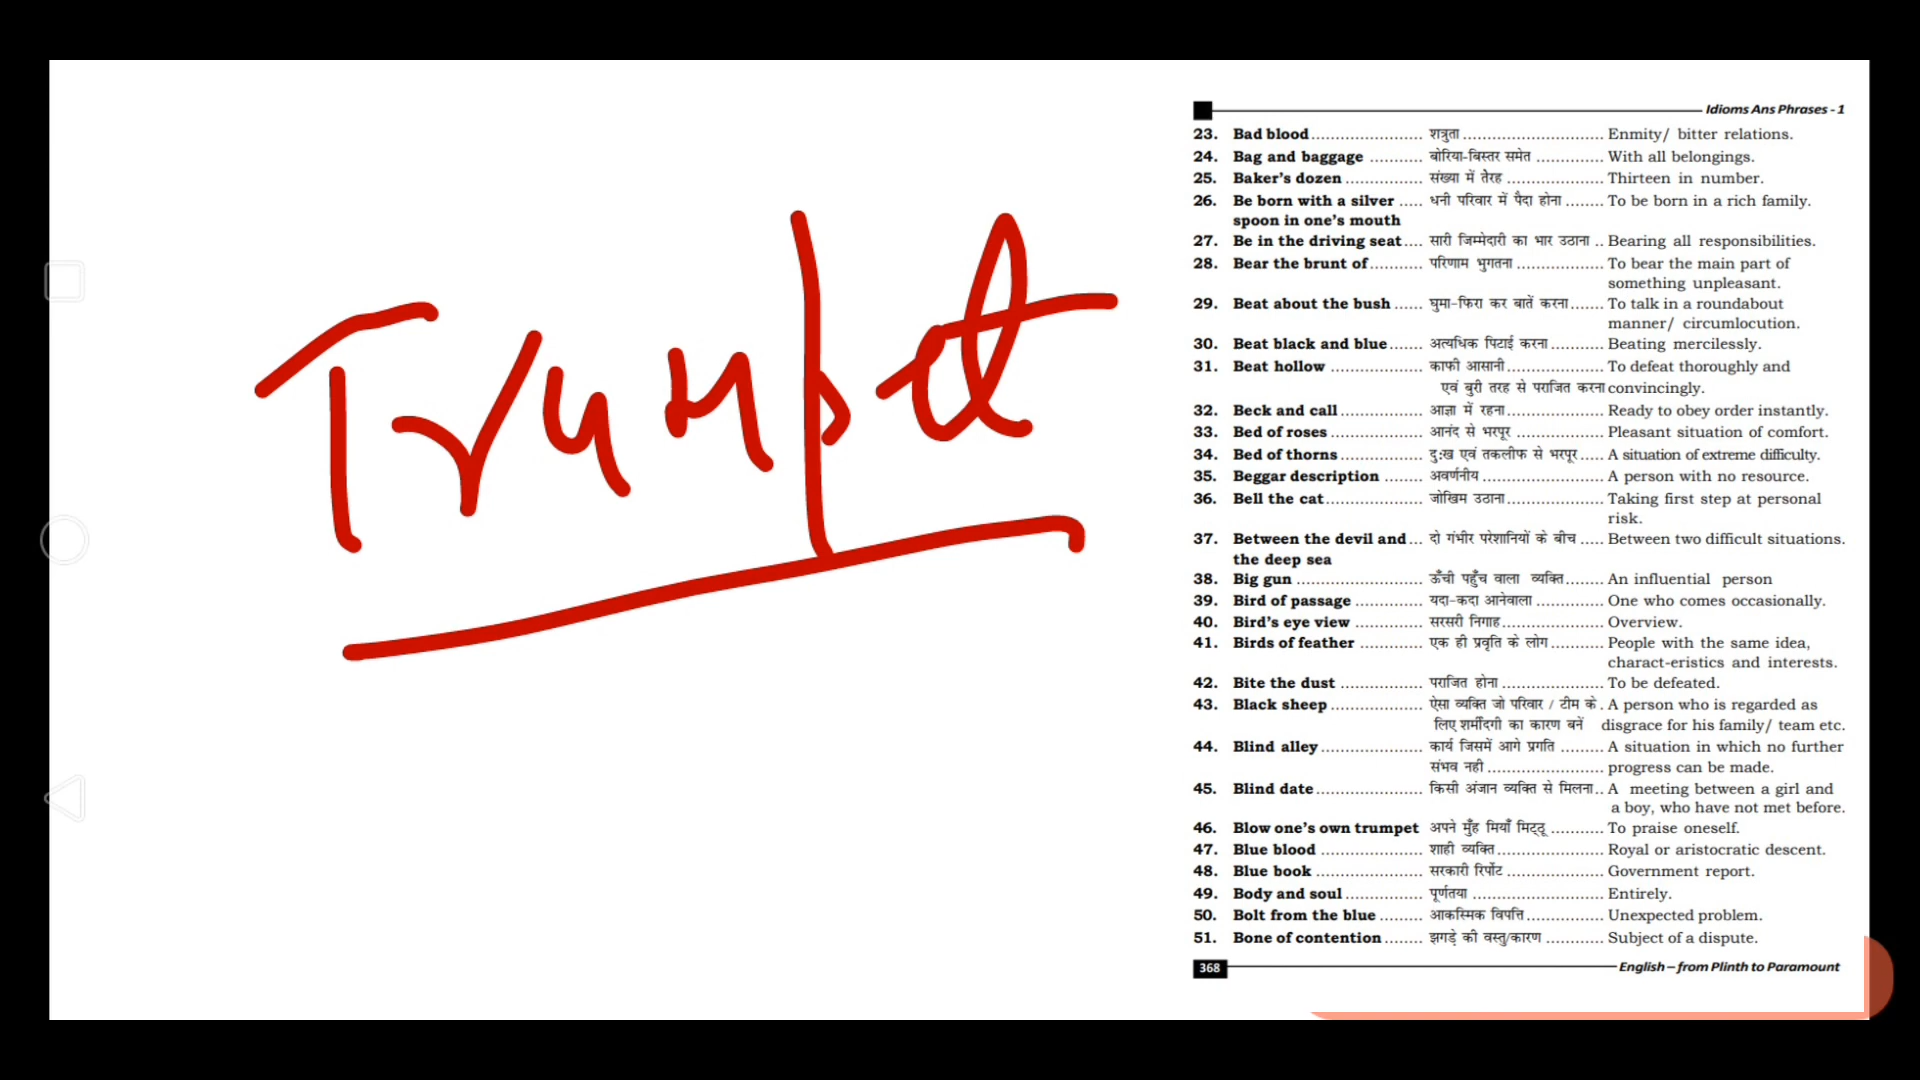 Trumpet
Idioms Ans Phrases - 1
23. Bad blood ....................... शत्रुता ............................. Enmity/ bitter relations.
24. Bag and baggage ........... बोरिया-बिस्तर समेत .............. With all belongings.
25. Baker's dozen ................ संख्या में तेरह .................... Thirteen in number.
26. Be born with a silver ..... धनी परिवार में पैदा होना ........ To be born in a rich family.
spoon in one's mouth
27. Be in the driving seat .... सारी जिम्मेदारी का भार उठाना .. Bearing all responsibilities.
28. Bear the brunt of ........... परिणाम भुगतना .................. To bear the main part of
something unpleasant.
29. Beat about the bush ...... घुमा-फिरा कर बातें करना ....... To talk in a roundabout
manner/ circumlocution.
30. Beat black and blue ....... अत्यधिक पिटाई करना ........... Beating mercilessly.
31. Beat hollow ................... काफी आसानी .................... To defeat thoroughly and
एवं बुरी तरह से पराजित करना convincingly.
32. Beck and call ................. आज्ञा में रहना .................... Ready to obey order instantly.
33. Bed of roses ................... आनंद से भरपूर ................. Pleasant situation of comfort.
34. Bed of thorns ................. दु:ख एवं तकलीफ से भरपूर ..... A situation of extreme difficulty.
35. Beggar description ........ अवर्णनीय ......................... A person with no resource.
36. Bell the cat .................... जोखिम उठाना .................... Taking first step at personal
risk.
37. Between the devil and ... दो गंभीर परेशानियों के बीच ..... Between two difficult situations.
the deep sea
38. Big gun .......................... ऊँची पहुँच वाला व्यक्ति ........ An influential person
39. Bird of passage .............. यदा-कदा आनेवाला .............. One who comes occasionally.
40. Bird's eye view .............. सरसरी निगाह ..................... Overview.
41. Birds of feather ............. एक ही प्रवृति के लोग ........... People with the same idea,
charact-eristics and interests.
42. Bite the dust ................. पराजित होना ..................... To be defeated.
43. Black sheep ................... ऐसा व्यक्ति जो परिवार / टीम के . A person who is regarded as
लिए शर्मींदगी का कारण बनें disgrace for his family/ team etc.
44. Blind alley ..................... कार्य जिसमें आगे प्रगति ......... A situation in which no further
संभव नही ........................ progress can be made.
45. Blind date ...................... किसी अंजान व्यक्ति से मिलना .. A meeting between a girl and
a boy, who have not met before.
46. Blow one's own trumpet अपने मुँह मियाँ मिट्ठू ........... To praise oneself.
47. Blue blood ..................... शाही व्यक्ति ...................... Royal or aristocratic descent.
48. Blue book ...................... सरकारी रिर्पोट .................... Government report.
49. Body and soul ................ पूर्णतया ........................... Entirely.
50. Bolt from the blue ......... आकस्मिक विपत्ति ................ Unexpected problem.
51. Bone of contention ........ झगड़े की वस्तु/कारण ............ Subject of a dispute.
368 English – from Plinth to Paramount